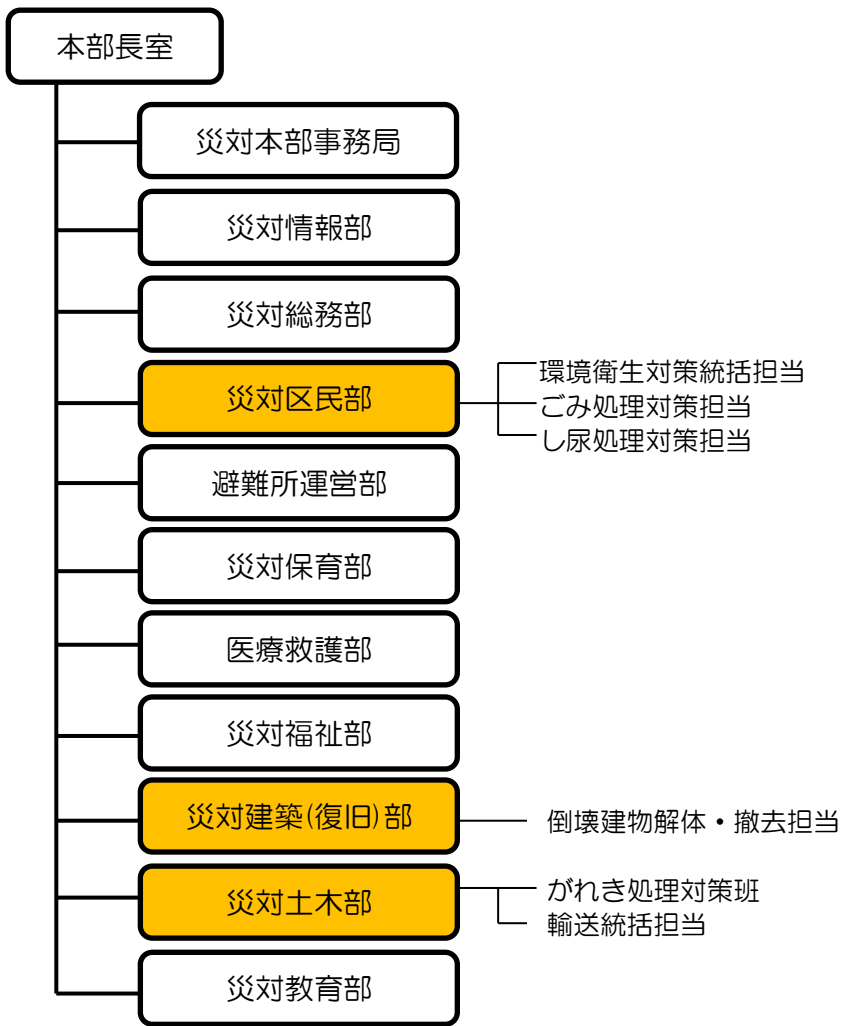 本部長室
災対本部事務局
災対情報部
災対総務部
災対区民部
環境衛生対策統括担当
ごみ処理対策担当
し尿処理対策担当
避難所運営部
災対保育部
医療救護部
災対福祉部
災対建築(復旧)部
倒壊建物解体・撤去担当
災対土木部
がれき処理対策班
輸送統括担当
災対教育部